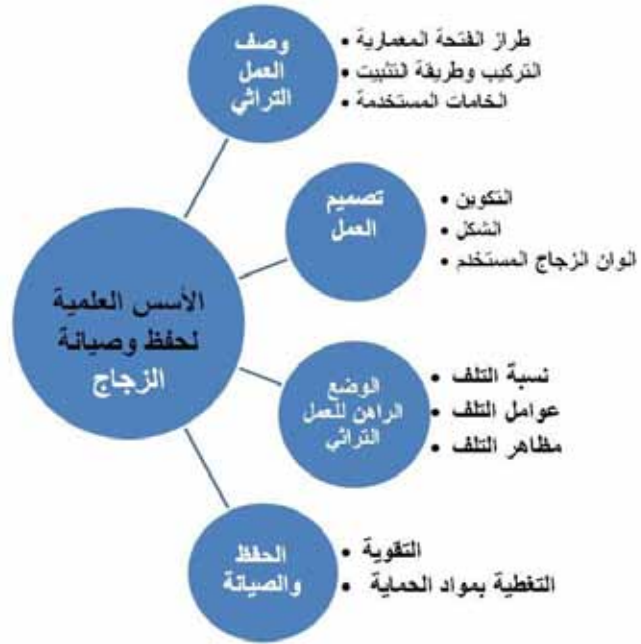 وصف
العمل
التراثي
• طراز الفتحة المعمارية
• التركيب وطريقة التثبيت
• الخامات المستخدمة
تصميم
العمل
• التكوين
• الشكل
• الوان الزجاج المستخدم
الأسس العلمية
لحفظ وصيانة
الزجاج
الوضع
الراهن للعمل
التراثي
• نسبة التلف
• عوامل التلف
• مظاهر التلف
الحفظ
والصيانة
• التقوية
• التغطية بمواد الحماية